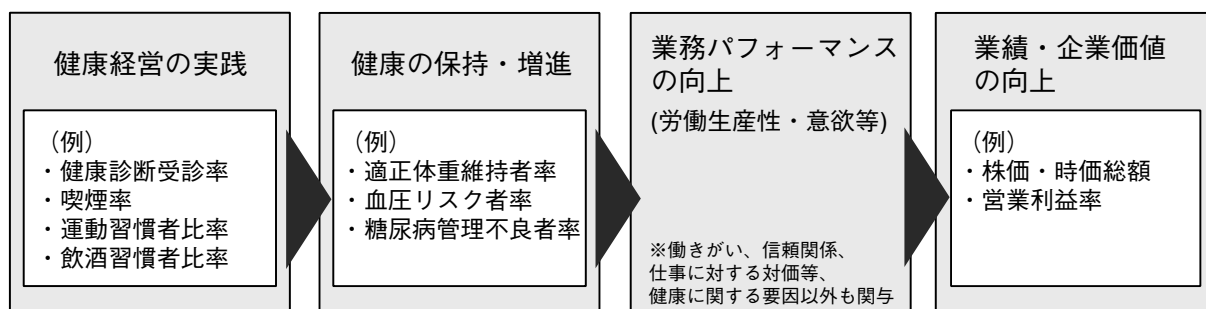 健康経営の実践
（例）
・健康診断受診率
・喫煙率
・運動習慣者比率
・飲酒習慣者比率
健康の保持・増進
（例）
・適正体重維持者率
・血圧リスク者率
・糖尿病管理不良者率
業務パフォーマンス
の向上
(労働生産性・意欲等)
※働きがい、信頼関係、
仕事に対する対価等、
健康に関する要因以外も関与
業績・企業価値
の向上
（例）
・株価・時価総額
・営業利益率